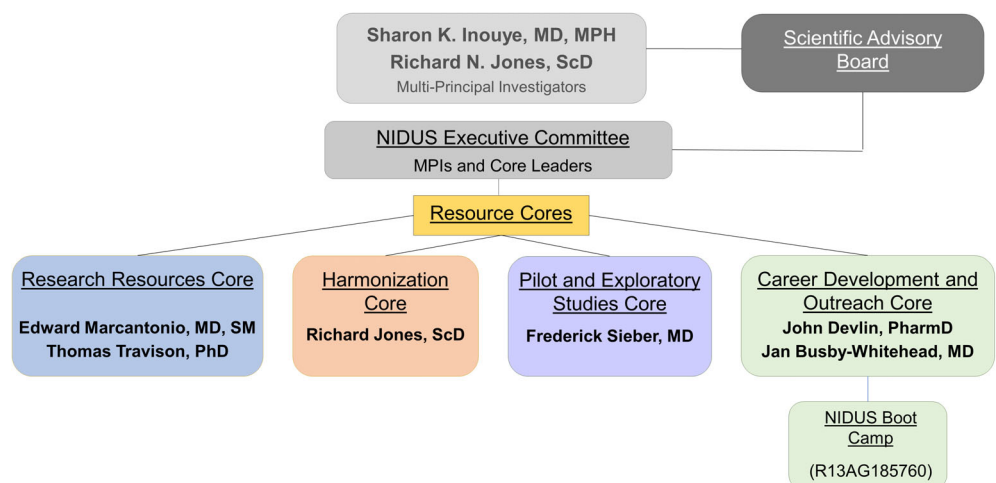 Sharon K. Inouye, MD, MPH
Richard N. Jones, ScD
Multi-Principal Investigators
Scientific Advisory
Board
NIDUS Executive Committee
MPIs and Core Leaders
Resource Cores
Research Resources Core
Edward Marcantonio, MD, SM
Thomas Travison, PhD
Harmonization
Core
Richard Jones, ScD
Pilot and Exploratory
Studies Core
Frederick Sieber, MD
Career Development and
Outreach Core
John Devlin, PharmD
Jan Busby-Whitehead, MD
NIDUS Boot
Camp
(R13AG185760)